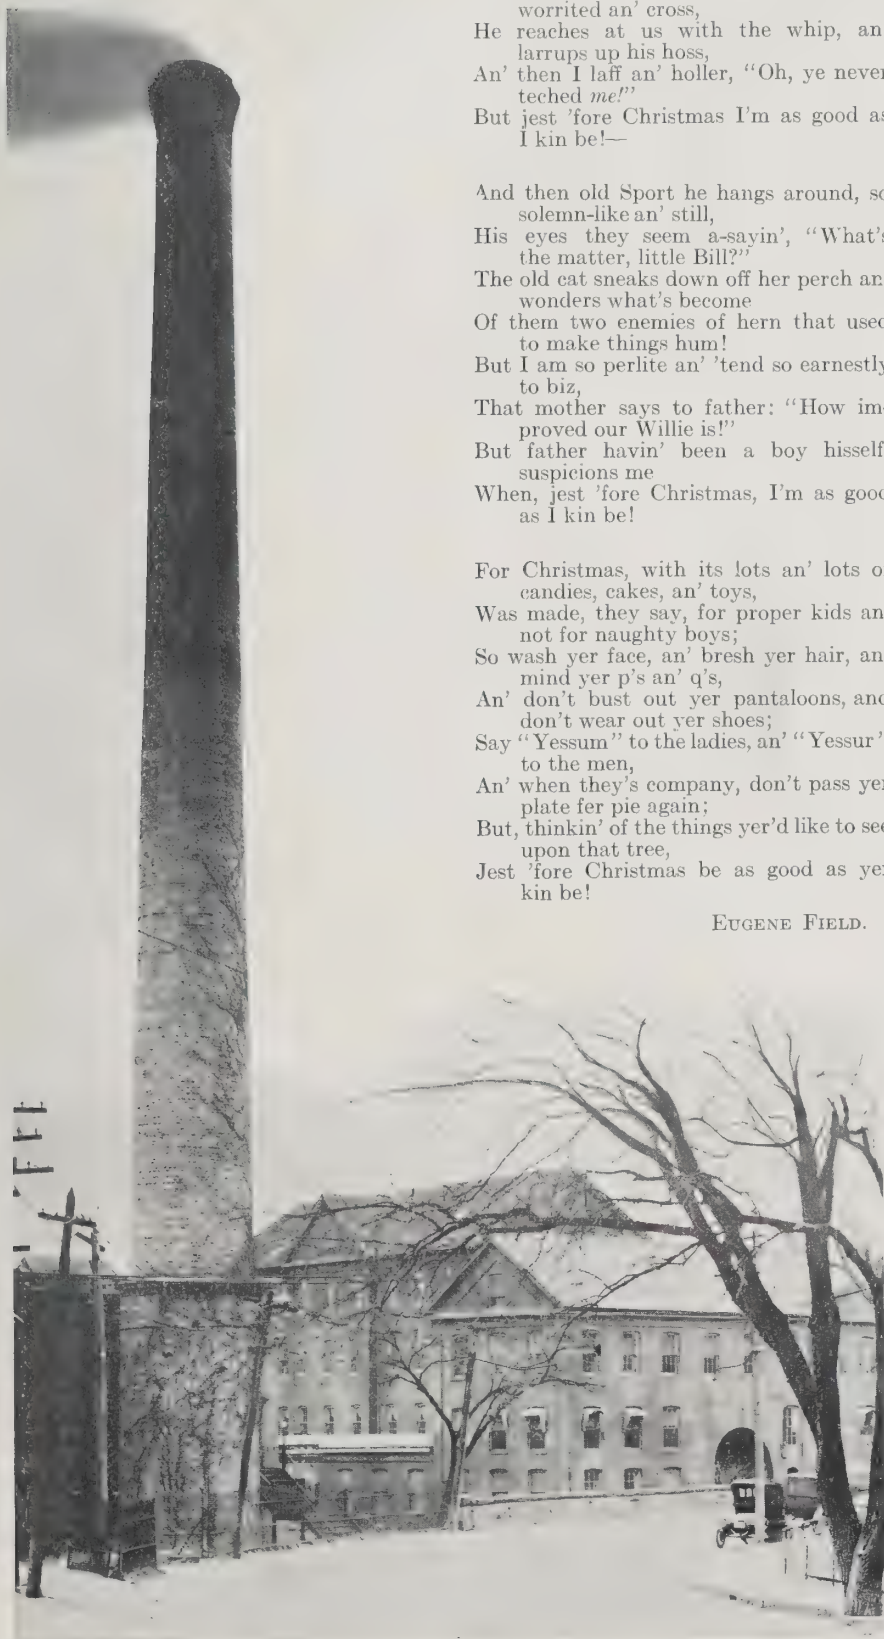 worrited an' cross,
He reaches at us with the whip, an
larrups up his hoss,
An' then I laff an' holler, "Oh, ye never
teched me!"
But jest 'fore Christmas I'm as good as
I kin be!—
And then old Sport he hangs around, so
solemn-like an' still,
His eyes they seem a-sayin', "What's
the matter, little Bill?"
The old cat sneaks down off her perch an
wonders what's become
Of them two enemies of hern that used
to make things hum!
But I am so perlite an' 'tend so earnestly
to biz,
That mother says to father: "How im-
proved our Willie is!"
But father havin' been a boy hisself
suspicions me
When, jest 'fore Christmas, I'm as good
as I kin be!
For Christmas, with its lots an' lots o
candies, cakes, an' toys,
Was made, they say, for proper kids an
not for naughty boys;
So wash yer face, an' bresh yer hair, an
mind yer p's an' q's,
An' don't bust out yer pantaloons, and
don't wear out yer shoes;
Say "Yessum" to the ladies, an' "Yessur"
to the men,
An' when they's company, don't pass yer
plate fer pie again;
But, thinkin' of the things yer'd like to see
upon that tree,
Jest 'fore Christmas be as good as yer
kin be!
EUGENE FIELD.